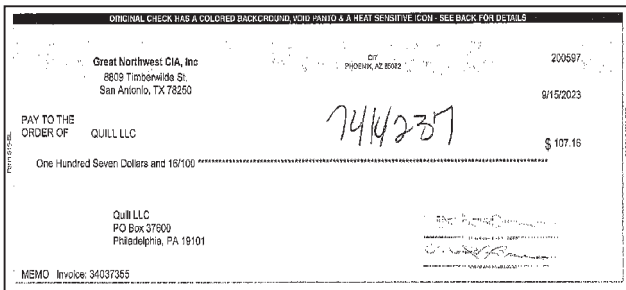 ORIGINAL CHECK HAS A COLORED BACKGROUND, VOID PANTO & A HEAT SENSITIVE ICON - SEE BACK FOR DETAILS
Great Northwest CIA, Inc
8809 Timberwilde St.
San Antonio, TX 78250
CIT
PHOENIX, AZ 85012
200597
9/15/2023
PAY TO THE
ORDER OF QUILL LLC
7414237
$ 107.16
One Hundred Seven Dollars and 16/100 ****************
Quill LLC
PO Box 37600
Philadelphia, PA 19101
MEMO Invoice: 34037355